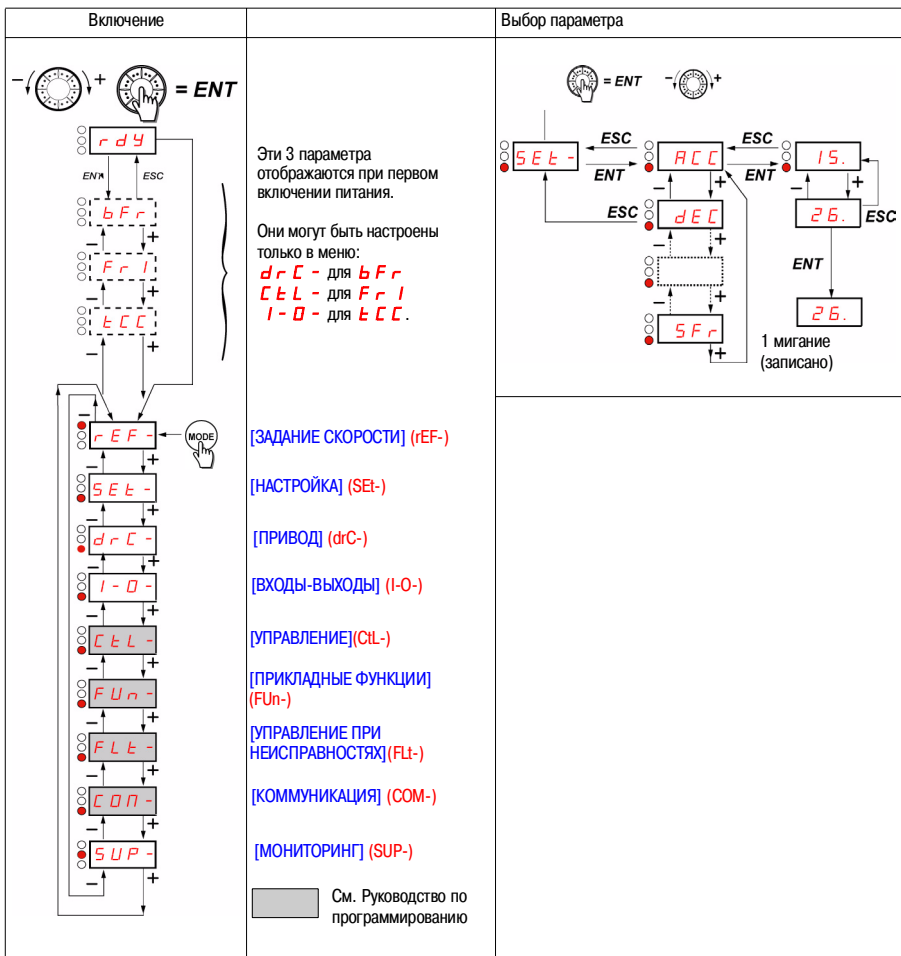 Включение
Выбор параметра
– +
= ENT
rdY
ENT
ESC
bFr
– +
Fr1
– +
tCC
– +
Эти 3 параметра
отображаются при первом
включении питания.
Они могут быть настроены
только в меню:
drC- для bFr
CtL- для Fr1
I-O- для tCC.
= ENT
– +
SEt-
ESC
ENT
ACC
ESC
ENT
15.
– +
– +
ESC
dEC
26.
ESC
– +
ENT
– +
SFr
+
26.
1 мигание
(записано)
–
rEF-
MODE
[ЗАДАНИЕ СКОРОСТИ] (rEF-)
– +
SEt-
[НАСТРОЙКА] (SEt-)
– +
drC-
[ПРИВОД] (drC-)
– +
I-O-
[ВХОДЫ-ВЫХОДЫ] (I-O-)
– +
CtL-
[УПРАВЛЕНИЕ](CtL-)
– +
FUn-
[ПРИКЛАДНЫЕ ФУНКЦИИ]
(FUn-)
– +
FLt-
[УПРАВЛЕНИЕ ПРИ
НЕИСПРАВНОСТЯХ](FLt-)
– +
COM-
[КОММУНИКАЦИЯ] (COM-)
– +
SUP-
[МОНИТОРИНГ] (SUP-)
– +
См. Руководство по
программированию